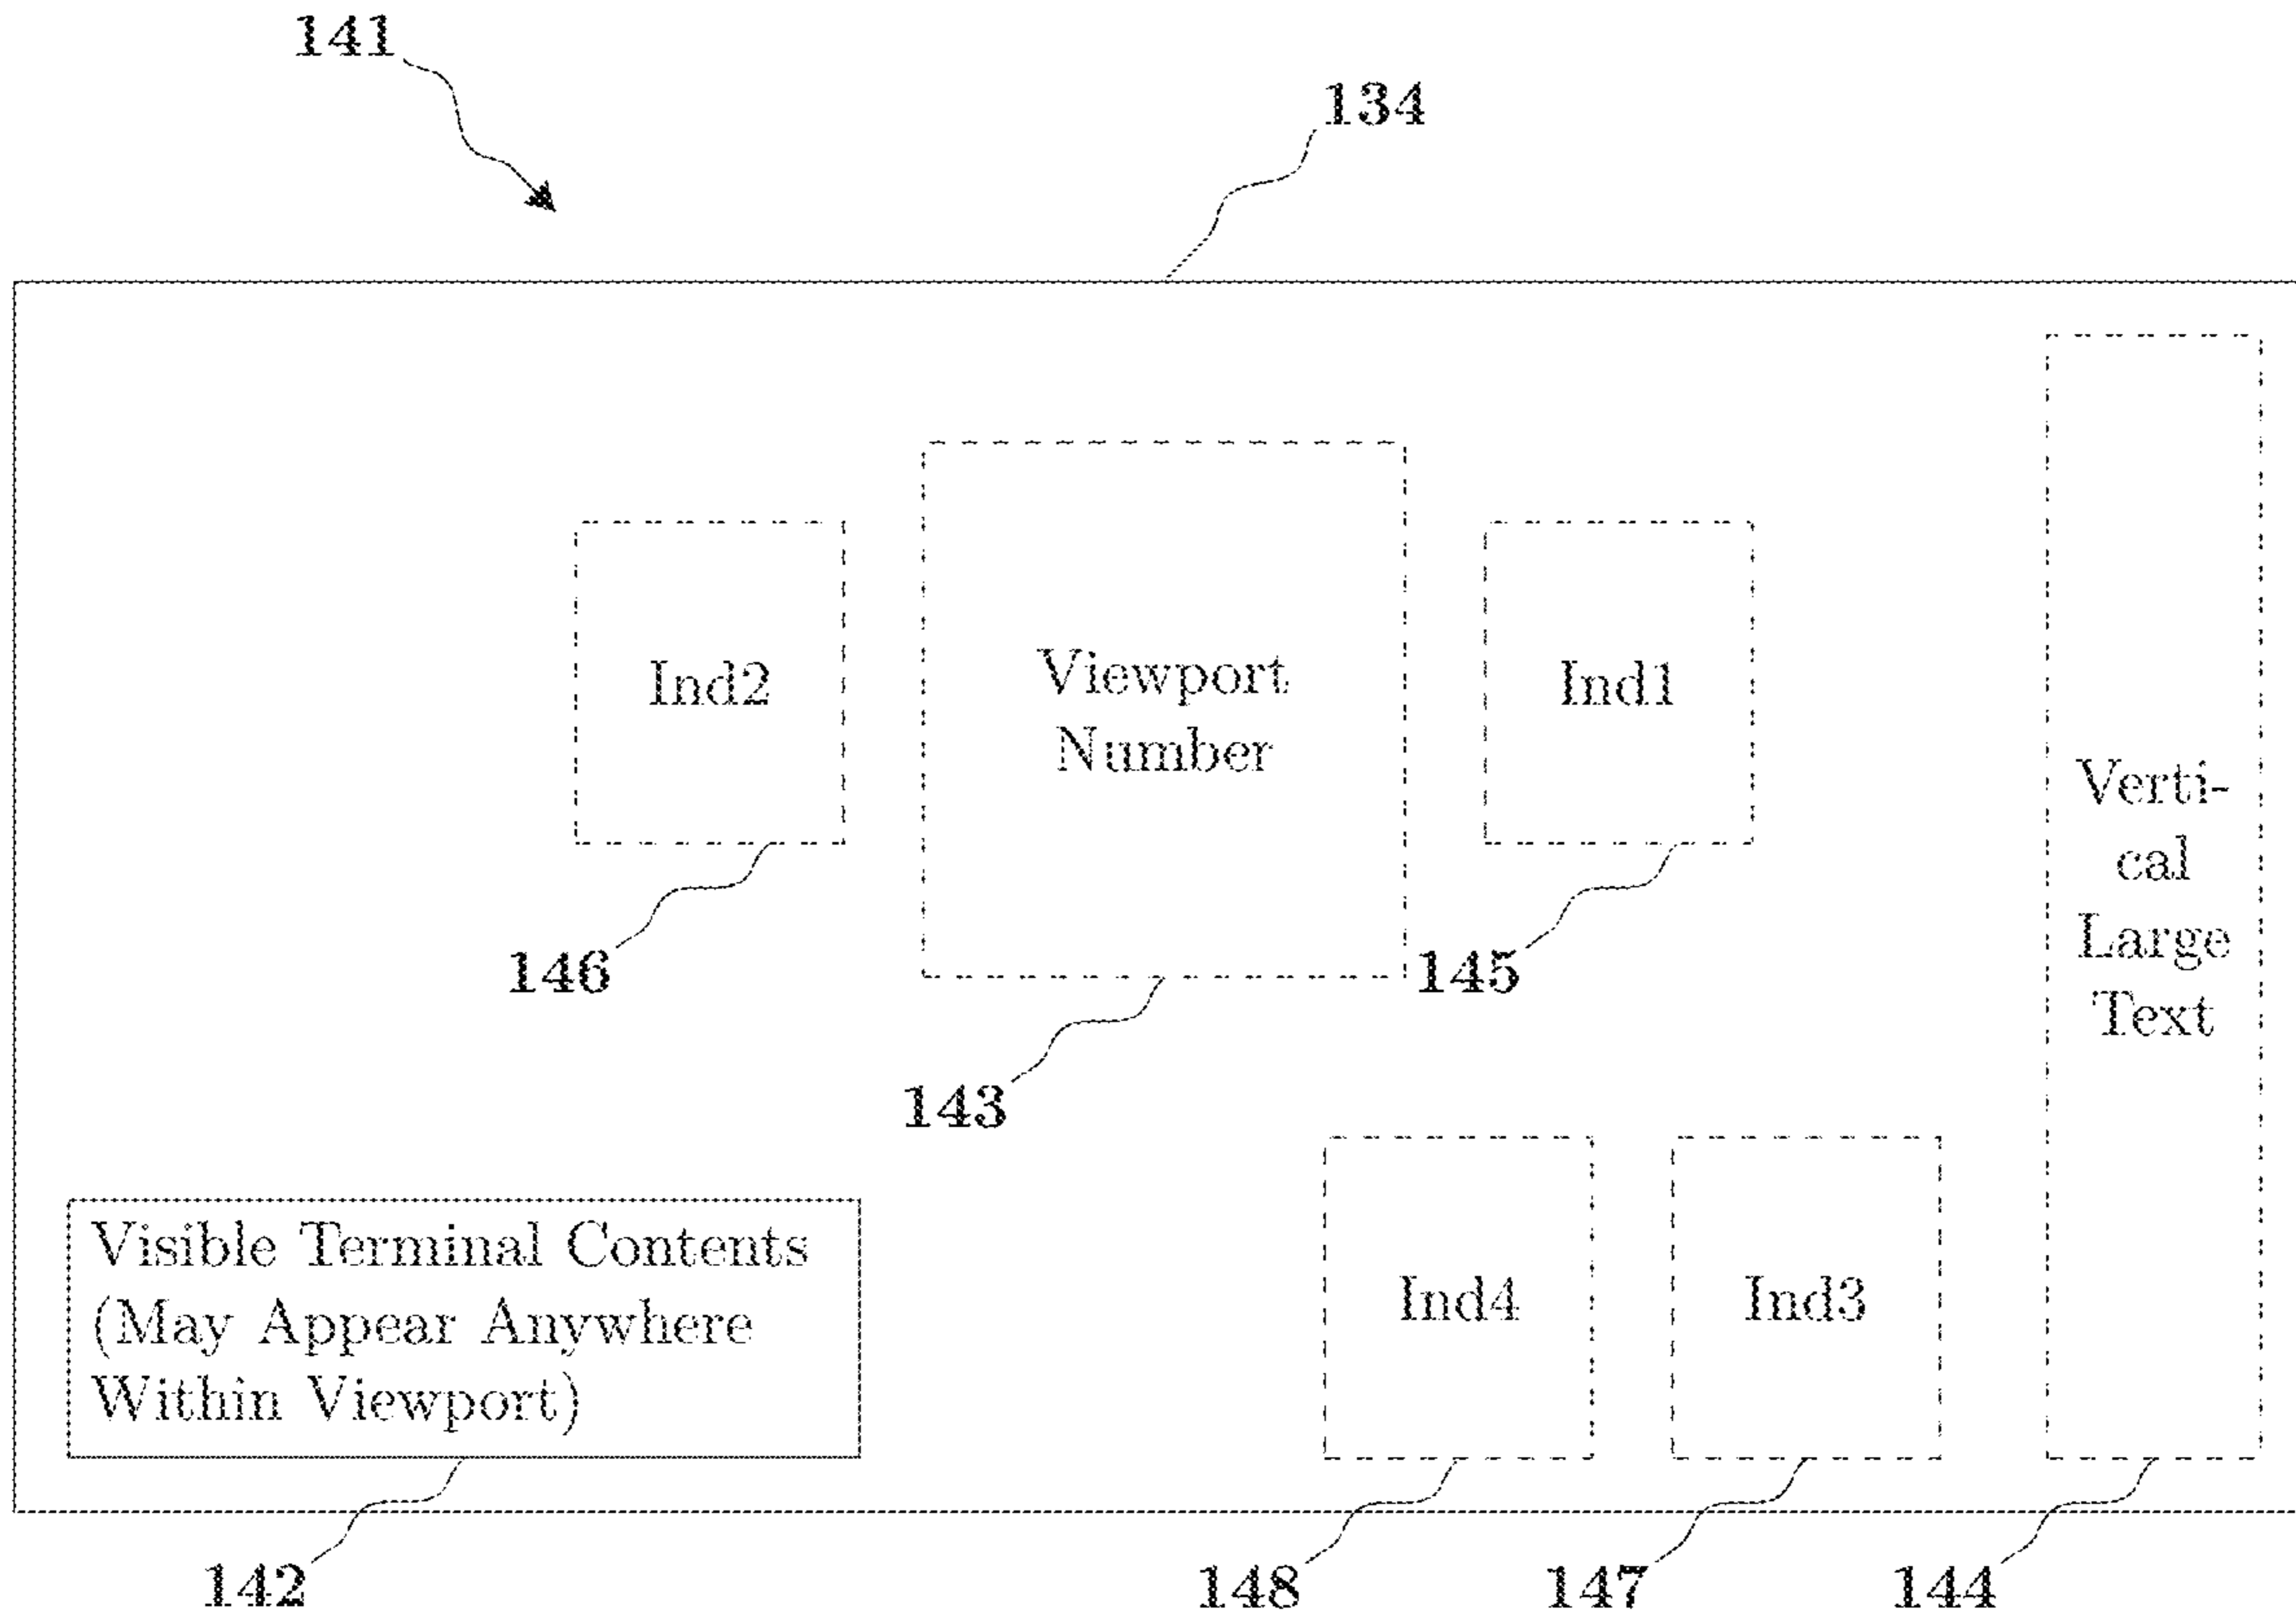 141
134
Ind2
Viewport
Number
Ind1
Verti-
cal
Large
Text
146
145
143
Visible Terminal Contents
(May Appear Anywhere
Within Viewport)
Ind4
Ind3
142
148
147
144